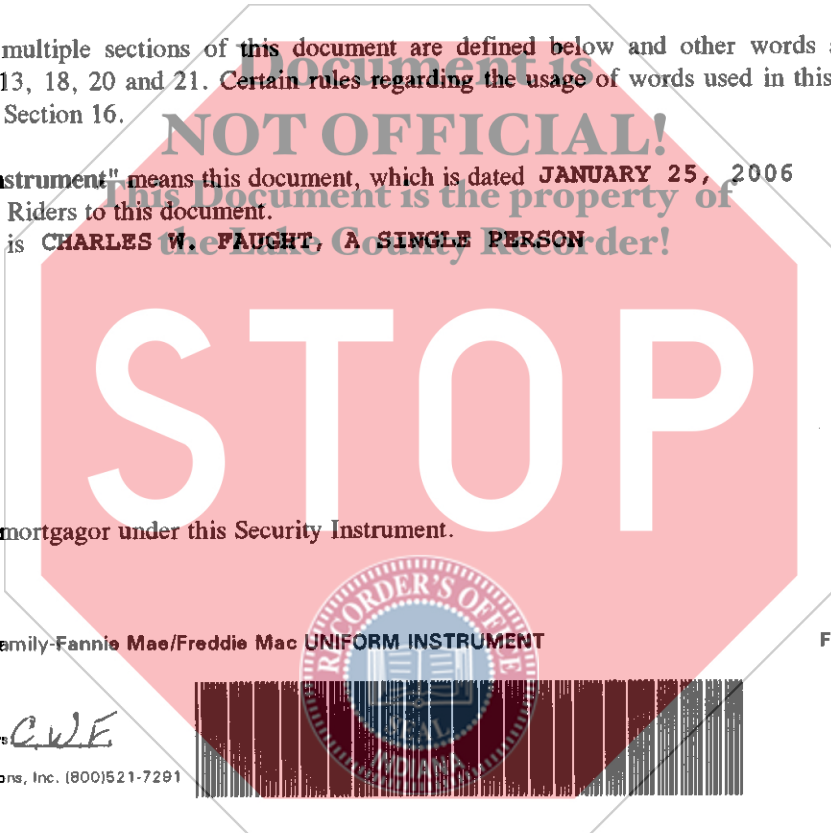 multiple sections of this document are defined below and other words
Document is
13, 18, 20 and 21. Certain rules regarding the usage of words used in this
Section 16.
NOT OFFICIAL!
strument" means this document, which is dated JANUARY 25, 2006
This Document is the property of
Riders to this document.
is CHARLES W. FAUGHT, A SINGLE PERSON
the Lake County Recorder!
STOP
mortgagor under this Security Instrument.
RECORDER'S OFFICE
SEAL
INDIANA
amily-Fannie Mae/Freddie Mac UNIFORM INSTRUMENT F
s: C.W.F.
ons, Inc. (800)521-7291